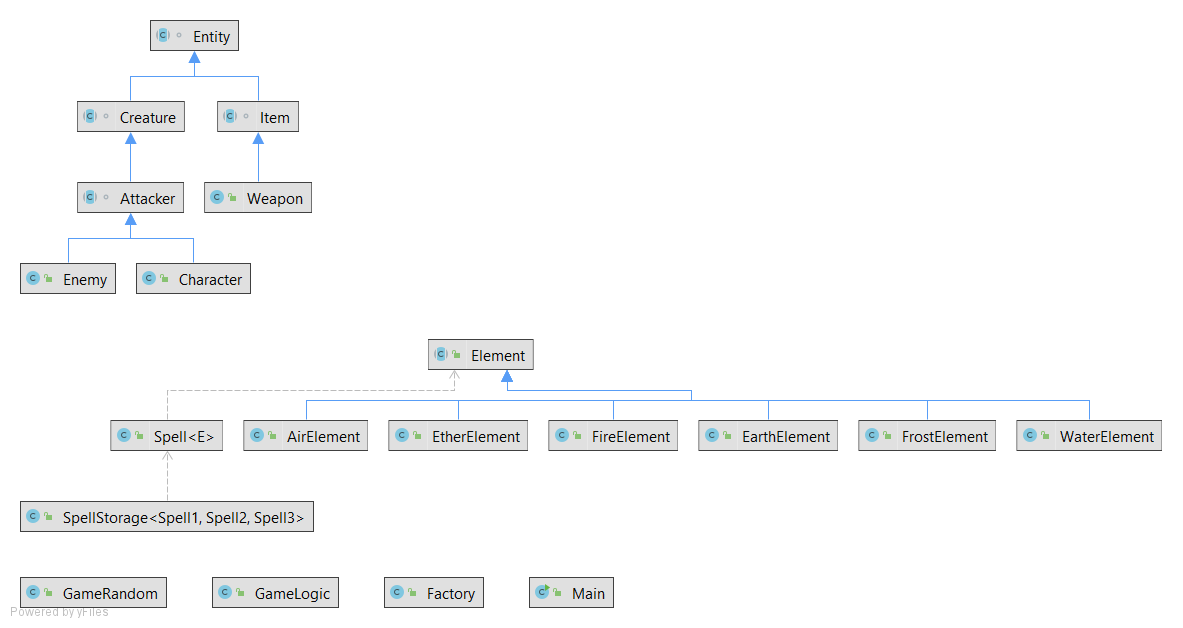 Entity
Creature
Item
Attacker
Weapon
Enemy
Character
Element
Spell<E>
AirElement
EtherElement
FireElement
EarthElement
FrostElement
WaterElement
SpellStorage<Spell1, Spell2, Spell3>
GameRandom
GameLogic
Factory
Main
Powered by yFiles